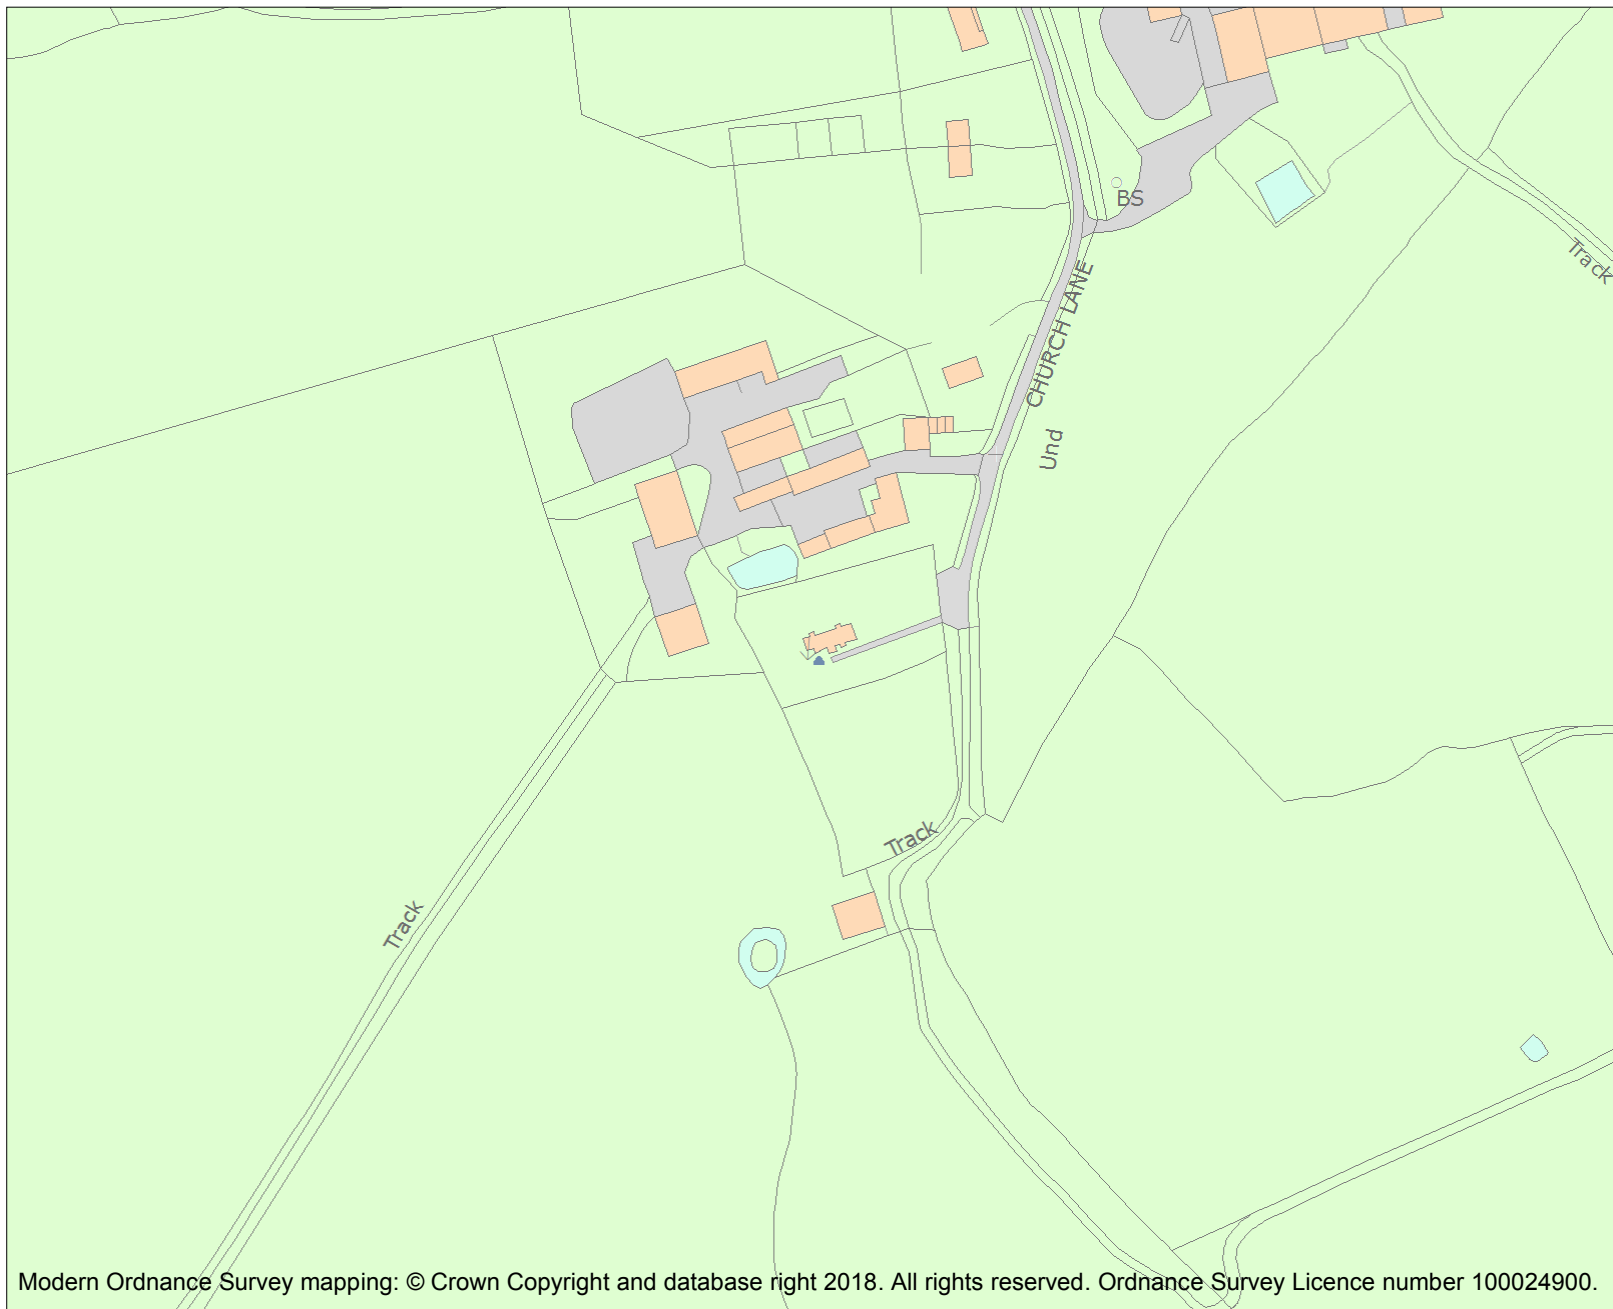 BS
Track
CHURCH LANE
Und
Track
Track
Modern Ordnance Survey mapping: © Crown Copyright and database right 2018. All rights reserved. Ordnance Survey Licence number 100024900.